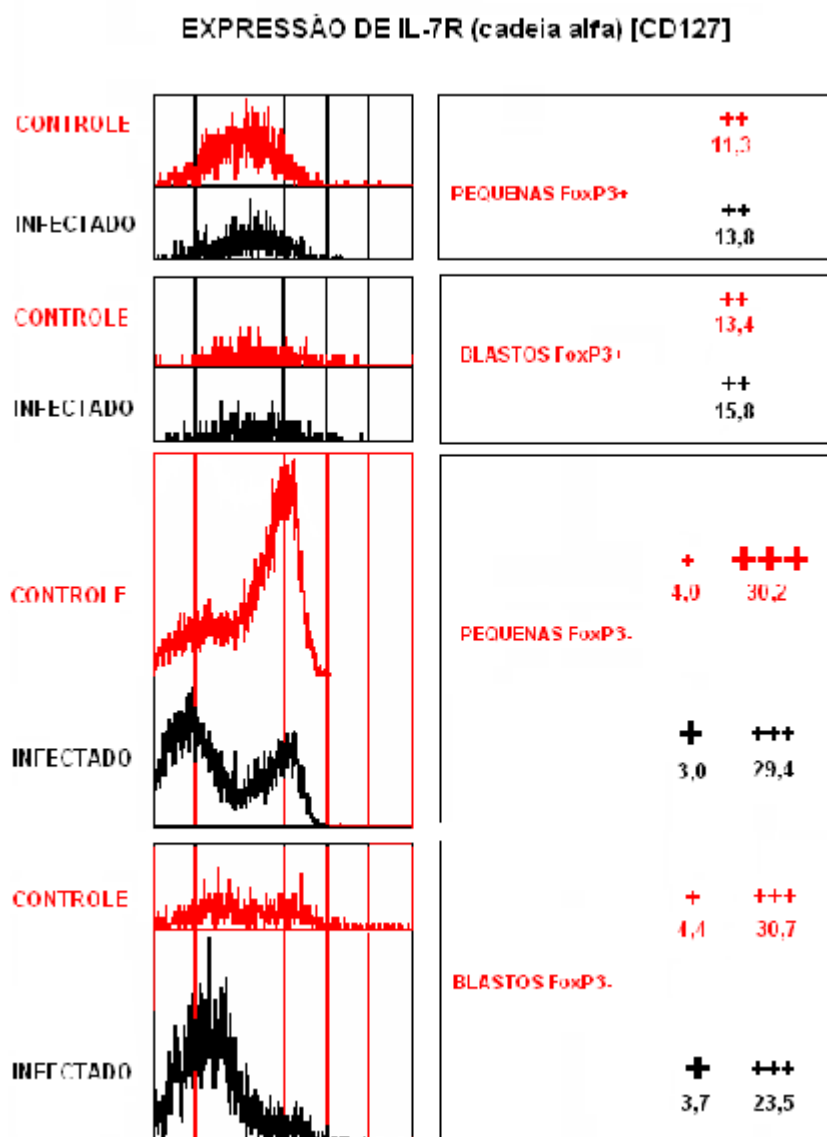 EXPRESSÃO DE IL-7R (cadeia alfa) [CD127]
CONTROLE
++
11,3
PEQUENAS FoxP3+
INFECTADO
++
13,8
CONTROLE
++
13,4
BLASTOS FoxP3+
INFECTADO
++
15,8
CONTROLE
+ +++
4,0 30,2
PEQUENAS FoxP3-
INFECTADO
+ +++
3,0 29,4
CONTROLE
+ +++
4,4 30,7
BLASTOS FoxP3-
INFECTADO
+ +++
3,7 23,5